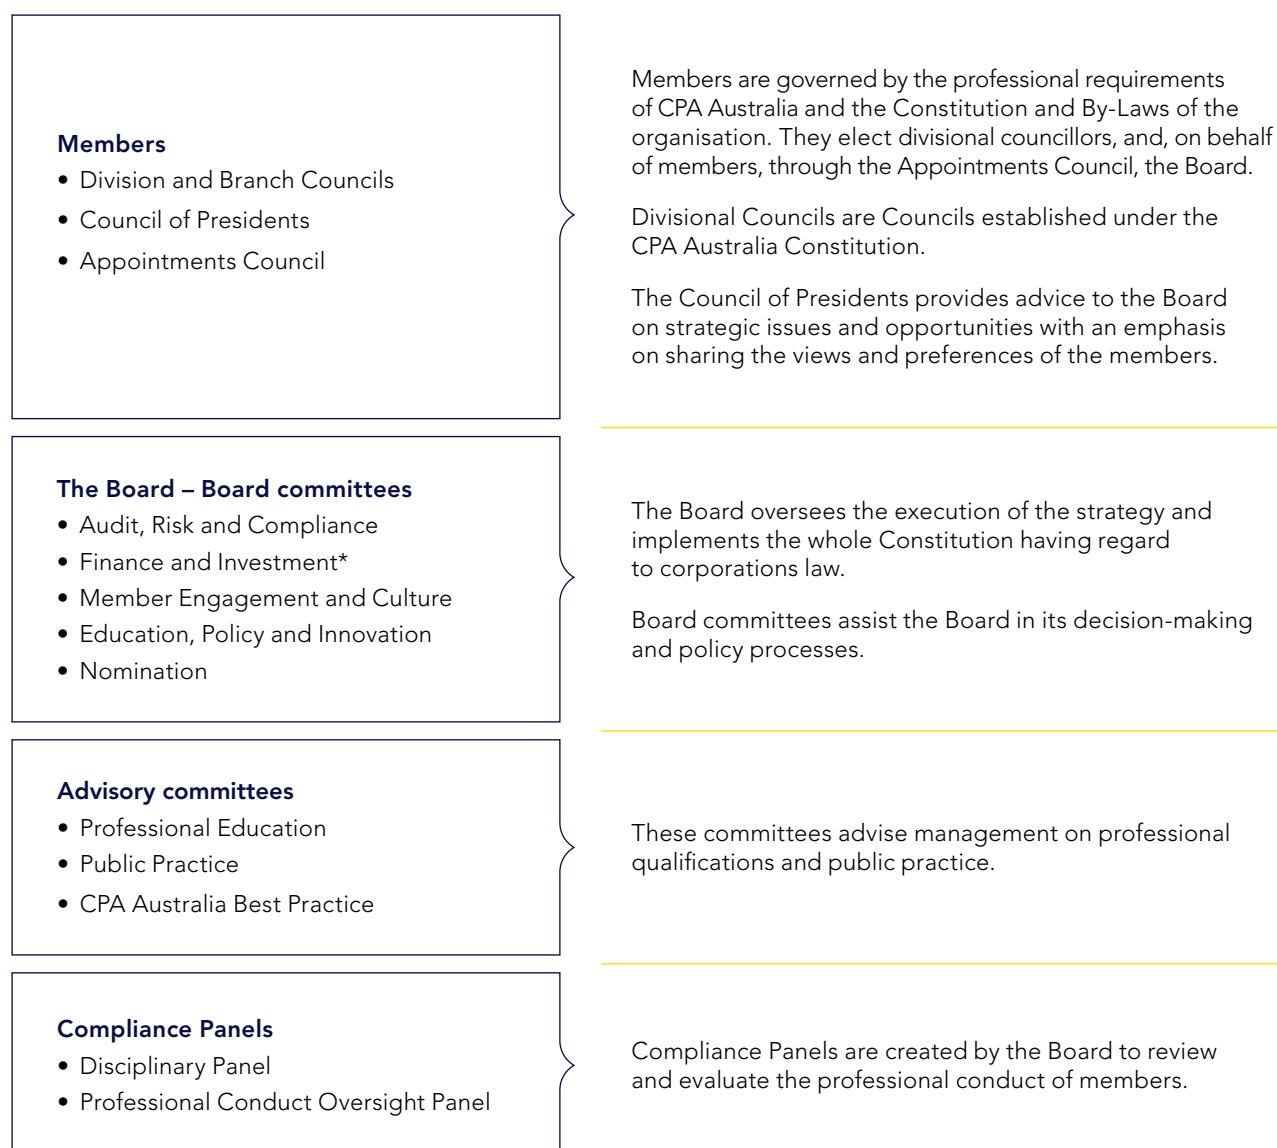 Members
• Division and Branch Councils
• Council of Presidents
• Appointments Council
Members are governed by the professional requirements
of CPA Australia and the Constitution and By-Laws of the
organisation. They elect divisional councillors, and, on behalf
of members, through the Appointments Council, the Board.
Divisional Councils are Councils established under the
CPA Australia Constitution.
The Council of Presidents provides advice to the Board
on strategic issues and opportunities with an emphasis
on sharing the views and preferences of the members.
The Board – Board committees
• Audit, Risk and Compliance
• Finance and Investment*
• Member Engagement and Culture
• Education, Policy and Innovation
• Nomination
The Board oversees the execution of the strategy and
implements the whole Constitution having regard
to corporations law.
Board committees assist the Board in its decision-making
and policy processes.
Advisory committees
• Professional Education
• Public Practice
• CPA Australia Best Practice
These committees advise management on professional
qualifications and public practice.
Compliance Panels
• Disciplinary Panel
• Professional Conduct Oversight Panel
Compliance Panels are created by the Board to review
and evaluate the professional conduct of members.